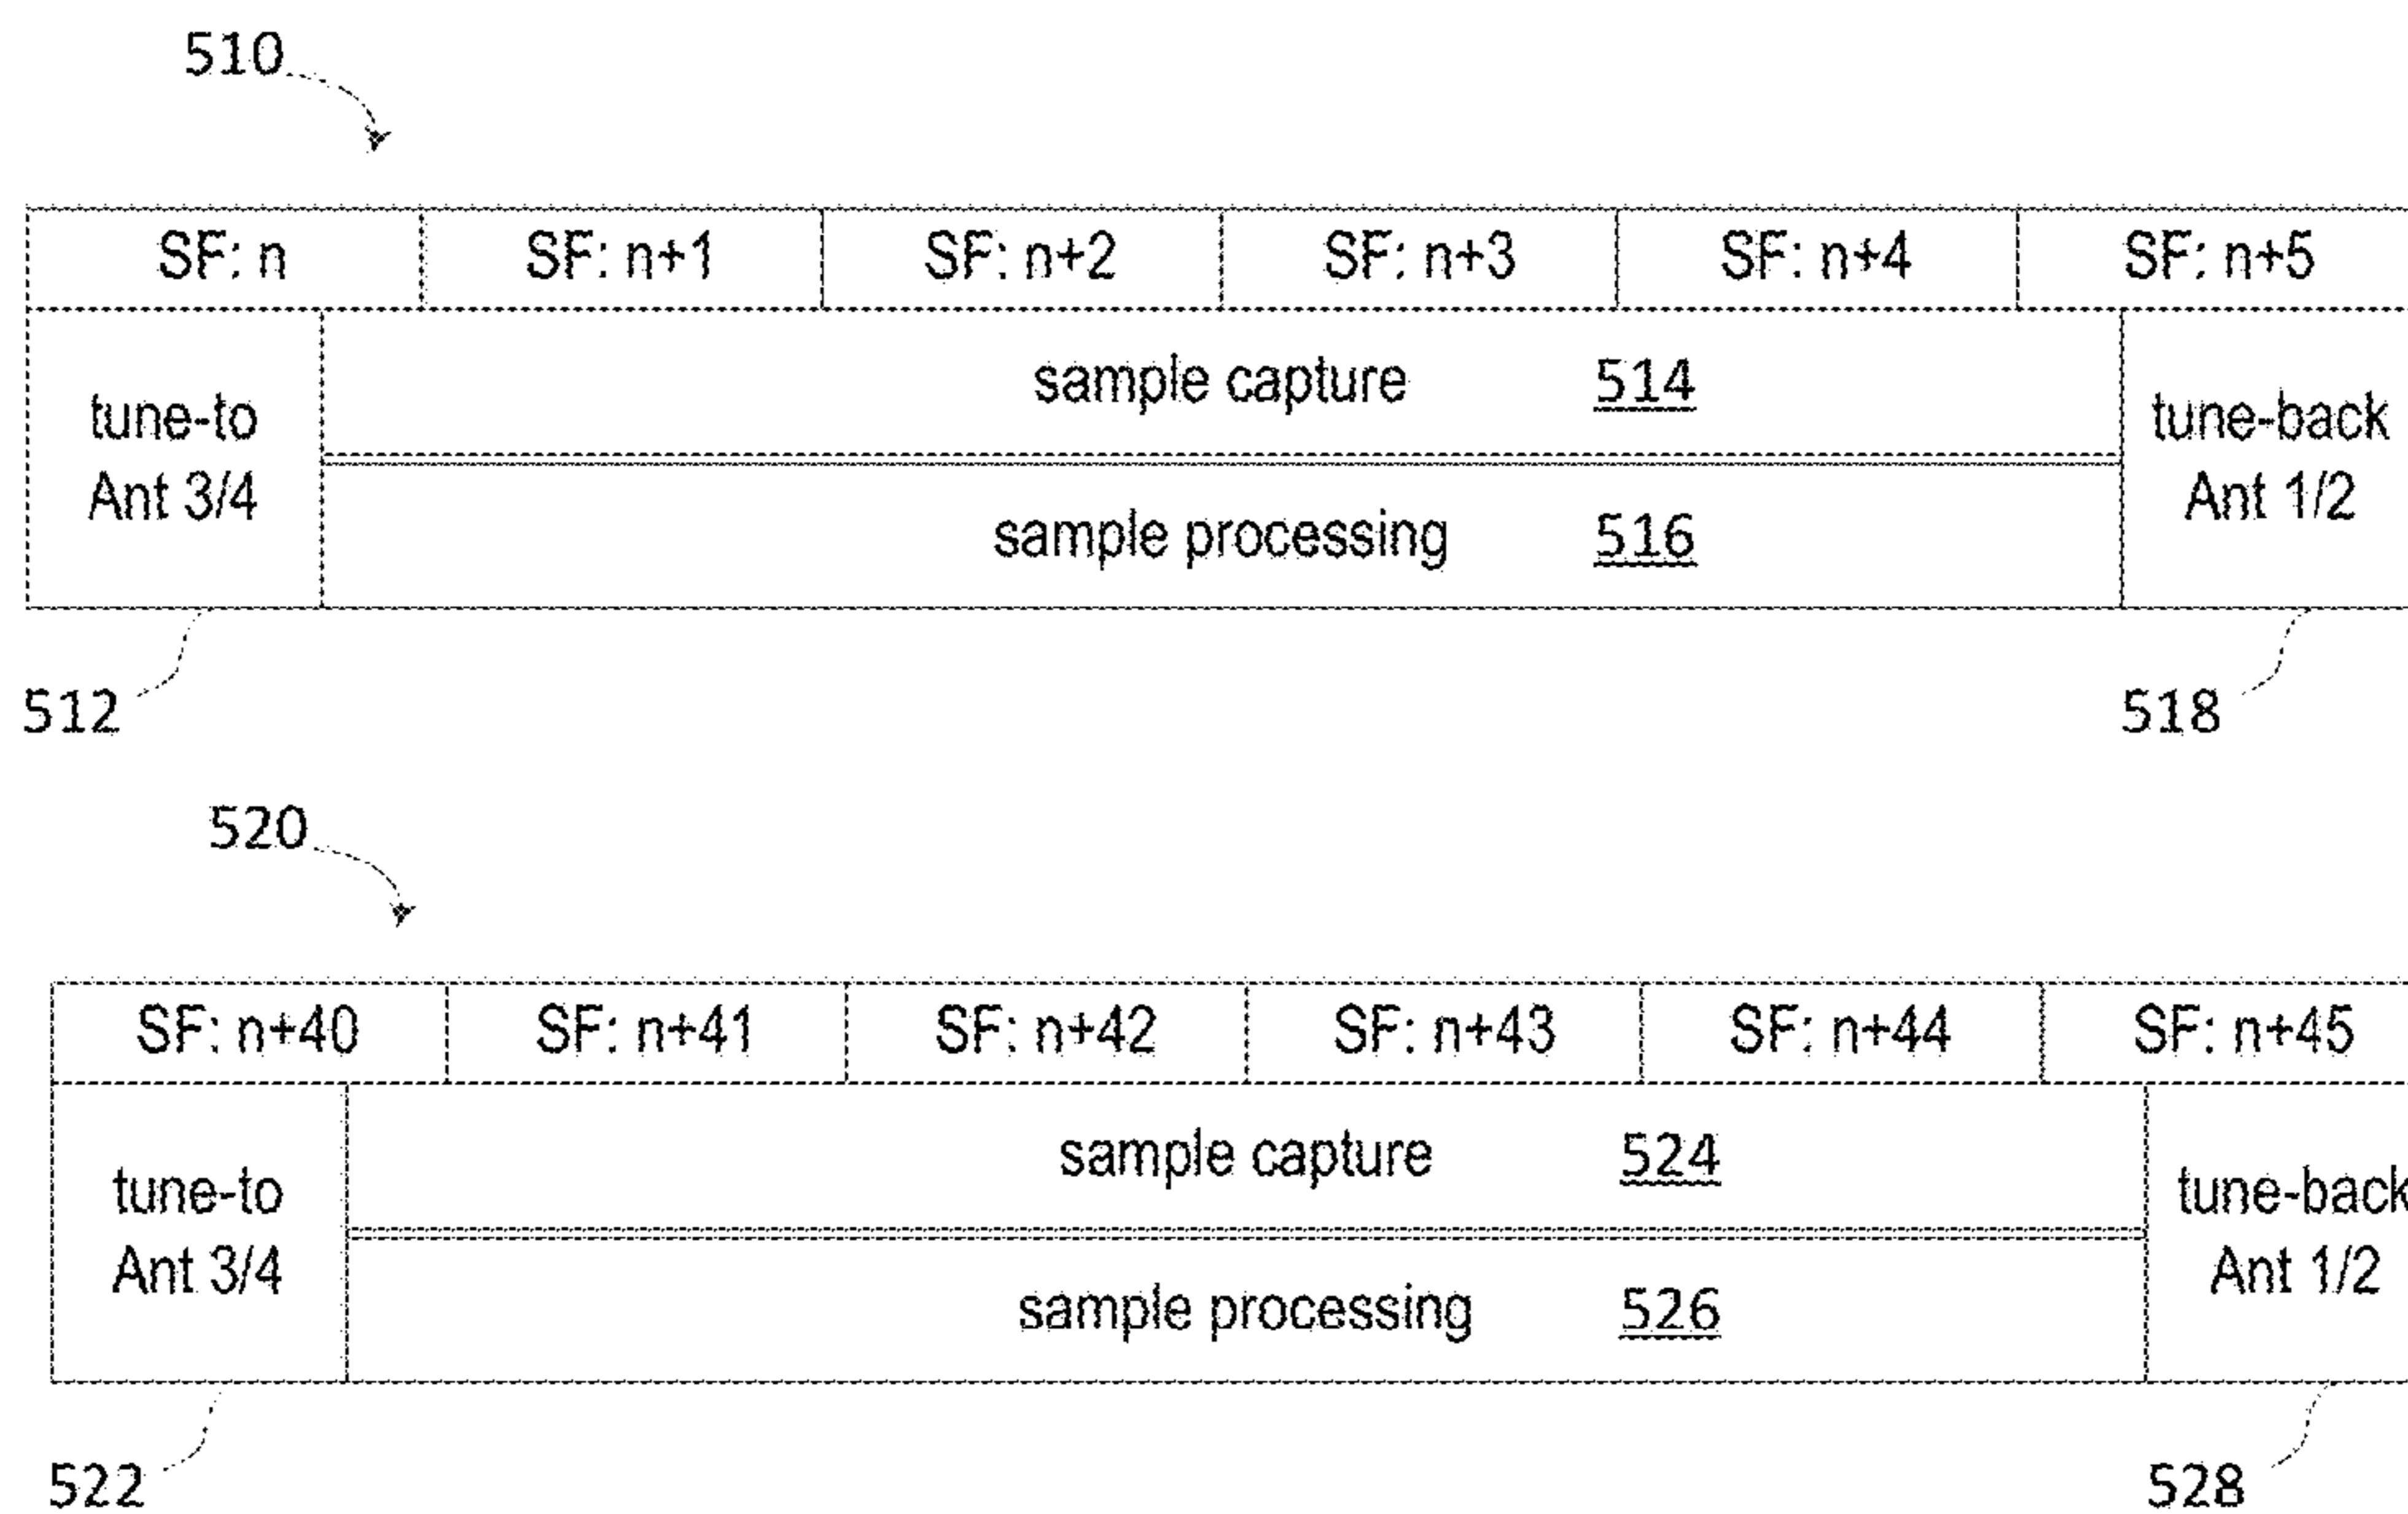 510
SF: n SF: n+1 SF: n+2 SF: n+3 SF: n+4 SF: n+5
tune-to
Ant 3/4
sample capture 514
sample processing 516
tune-back
Ant 1/2
512
518
520
SF: n+40 SF: n+41 SF: n+42 SF: n+43 SF: n+44 SF: n+45
tune-to
Ant 3/4
sample capture 524
sample processing 526
tune-back
Ant 1/2
522
528